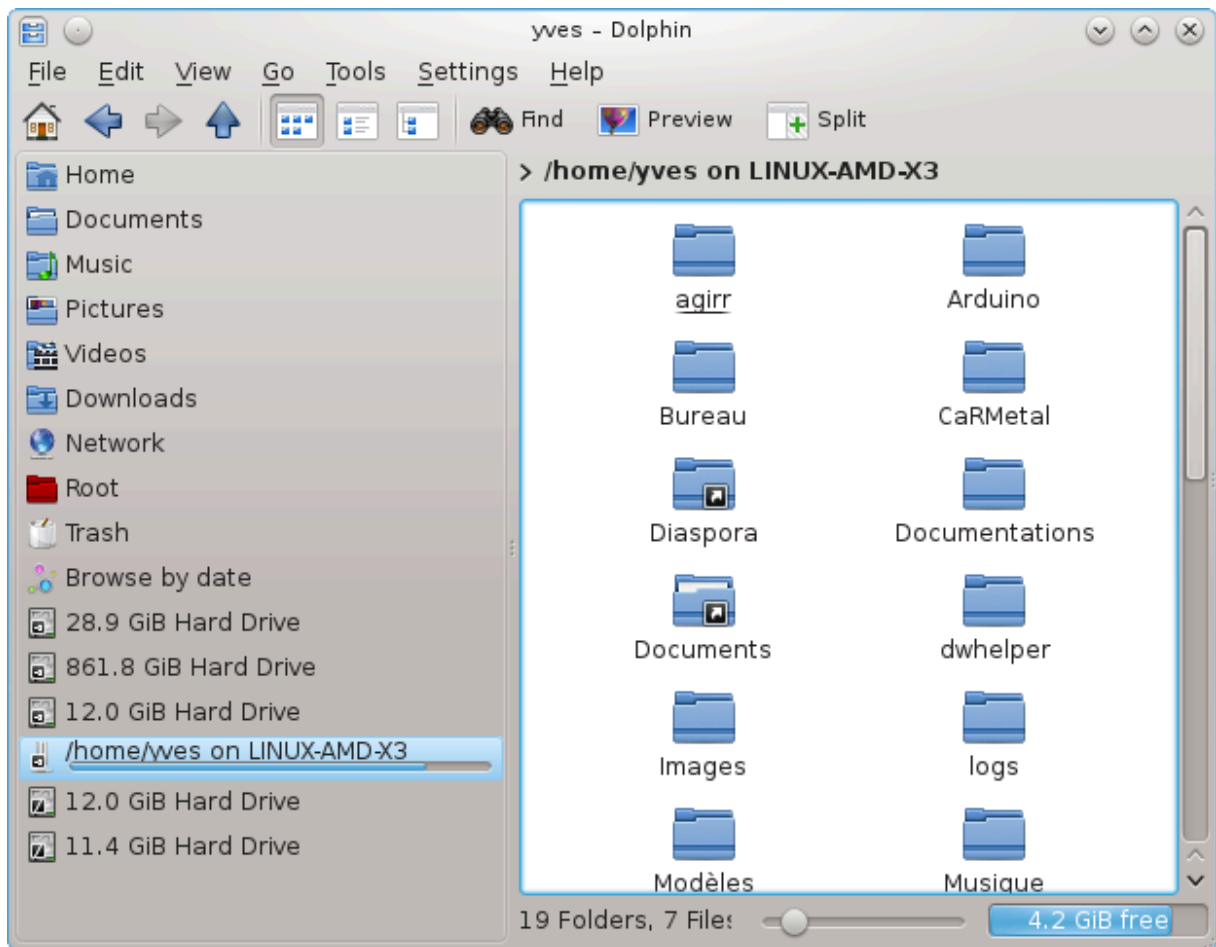 yves – Dolphin
File Edit View Go Tools Settings Help
Find Preview Split
Home
Documents
Music
Pictures
Videos
Downloads
Network
Root
Trash
Browse by date
28.9 GiB Hard Drive
861.8 GiB Hard Drive
12.0 GiB Hard Drive
/home/yves on LINUX-AMD-X3
12.0 GiB Hard Drive
11.4 GiB Hard Drive
> /home/yves on LINUX-AMD-X3
agirr Arduino
Bureau CaRMetal
Diaspora Documentations
Documents dwhelper
Images logs
Modèles Musique
19 Folders, 7 Files
4.2 GiB free